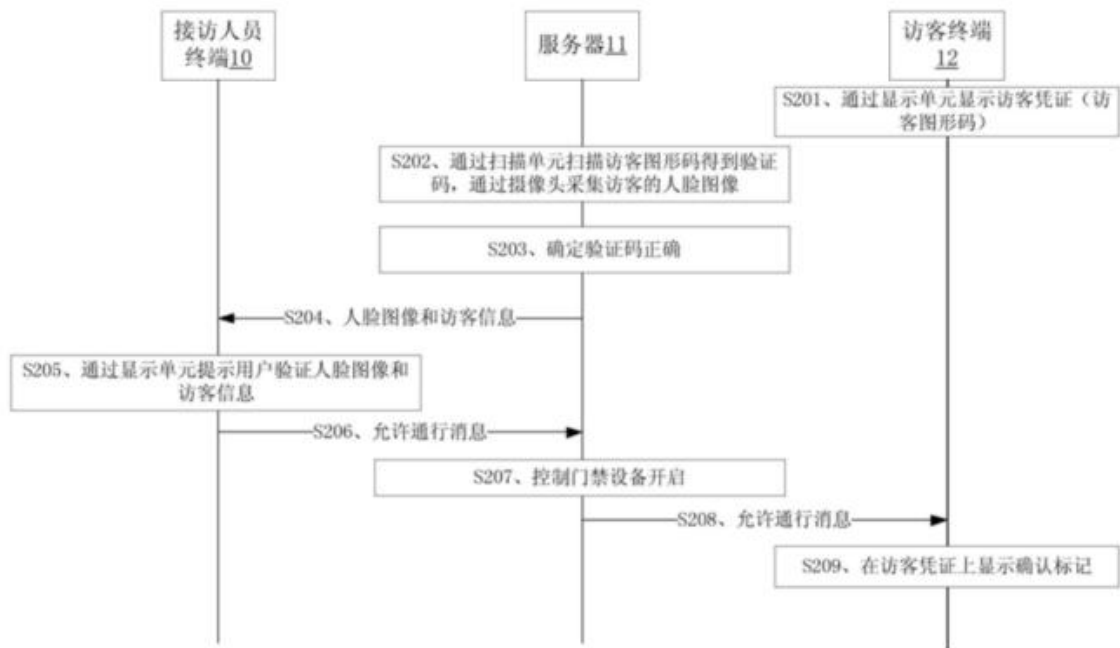 接访人员
终端10
服务器11
访客终端
12
S201、通过显示单元显示访客凭证（访
客图形码）
S202、通过扫描单元扫描访客图形码得到验证
码，通过摄像头采集访客的人脸图像
S203、确定验证码正确
S204、人脸图像和访客信息
S205、通过显示单元提示用户验证人脸图像和
访客信息
S206、允许通行消息
S207、控制门禁设备开启
S208、允许通行消息
S209、在访客凭证上显示确认标记